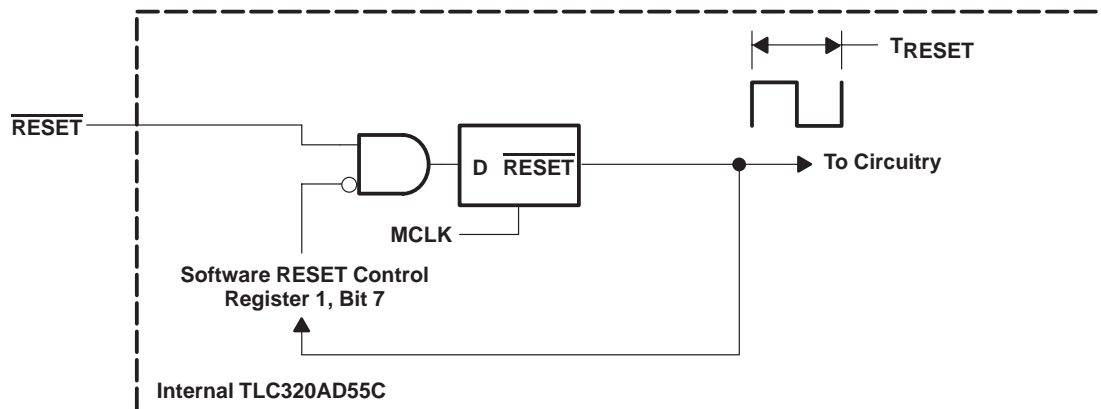 TRESET
RESET
D RESET
To Circuitry
MCLK
Software RESET Control
Register 1, Bit 7
Internal TLC320AD55C